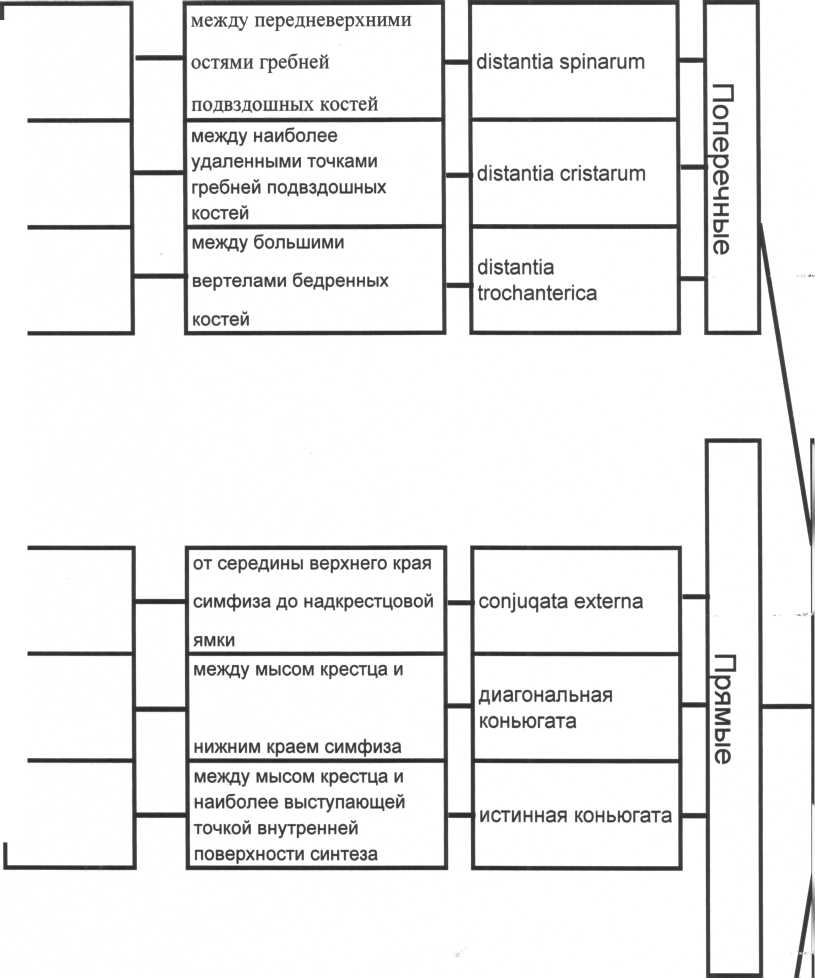 между передневерхними
остями гребней
подвздошных костей
distantia spinarum
Поперечные
между наиболее
удаленными точками
гребней подвздошных
костей
distantia cristarum
между большими
вертелами бедренных
костей
distantia
trochanterica
от середины верхнего края
симфиза до надкрестцовой
ямки
conjuqata externa
Прямые
между мысом крестца и
нижним краем симфиза
диагональная
коньюгата
между мысом крестца и
наиболее выступающей
точкой внутренней
поверхности синтеза
истинная коньюгата